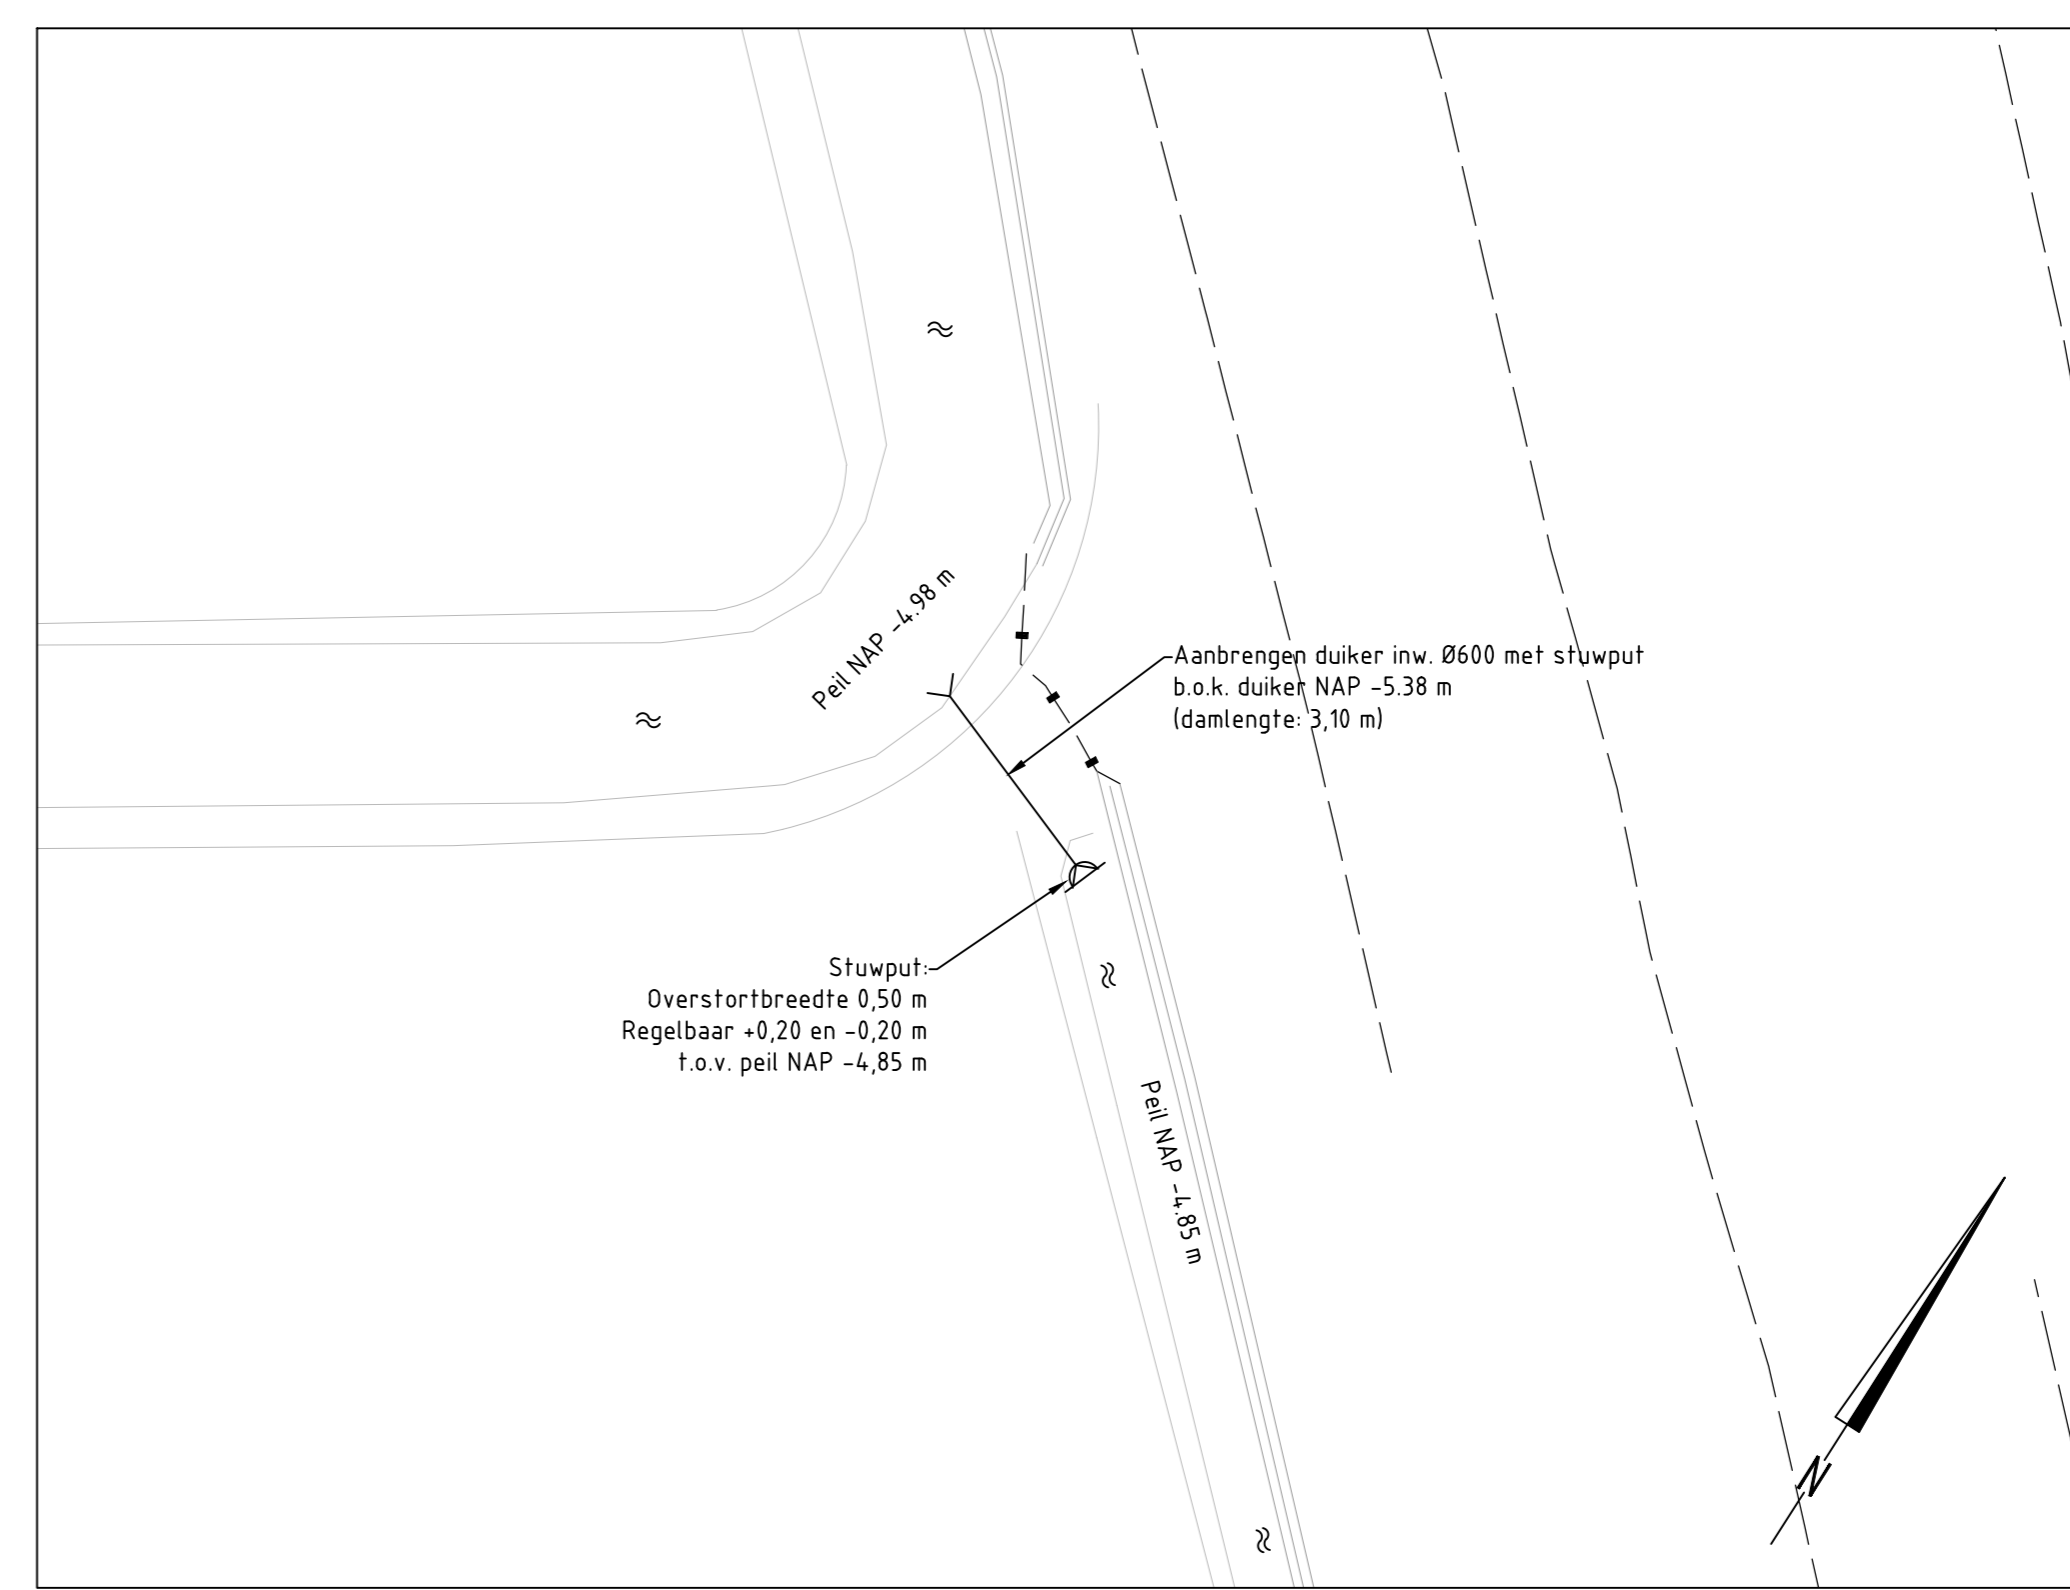 Peil NAP -4.98 m
Aanbrengen duiker inw. Ø600 met stuwput
b.o.k. duiker NAP -5.38 m
(damlengte: 3,10 m)
Stuwput:
Overstortbreedte 0,50 m
Regelbaar +0,20 en -0,20 m
t.o.v. peil NAP -4,85 m
Peil NAP -4.85 m
N